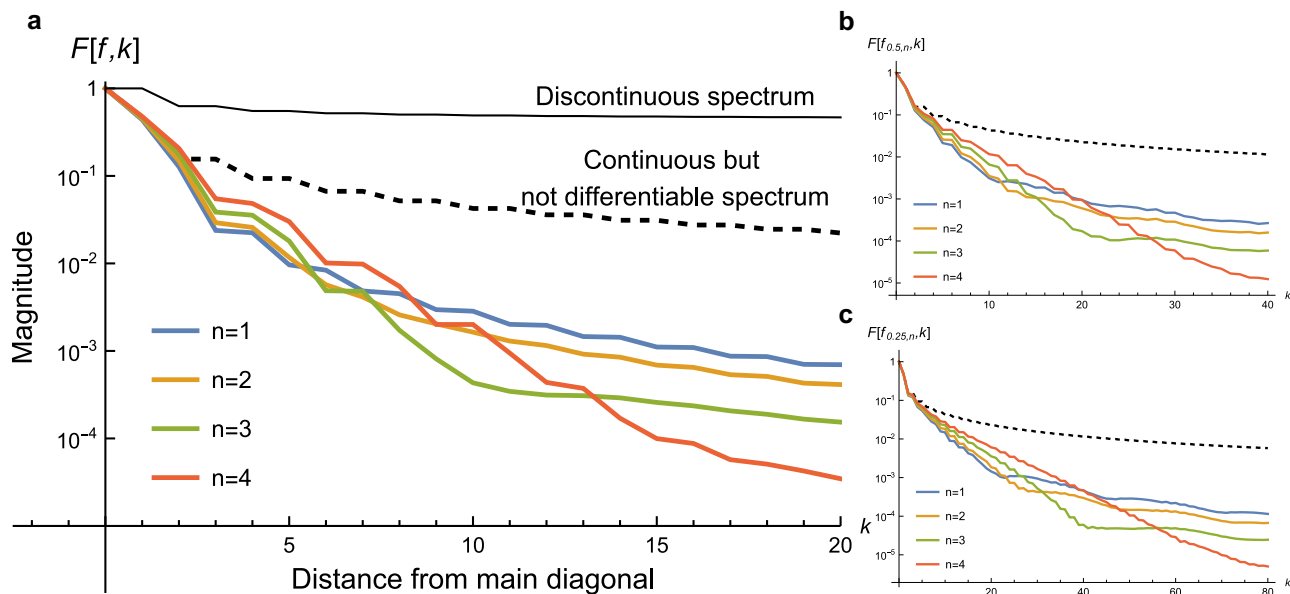 a
F[f,k]
1
10⁻¹
10⁻²
10⁻³
10⁻⁴
Magnitude
Discontinuous spectrum
Continuous but
not differentiable spectrum
n=1
n=2
n=3
n=4
5
10
15
20
k
Distance from main diagonal
b
F[f₀.₅,ₙ,k]
1
10⁻¹
10⁻²
10⁻³
10⁻⁴
10⁻⁵
n=1
n=2
n=3
n=4
10
20
30
40
k
c
F[f₀.₂₅,ₙ,k]
1
10⁻¹
10⁻²
10⁻³
10⁻⁴
10⁻⁵
n=1
n=2
n=3
n=4
20
40
60
80
k